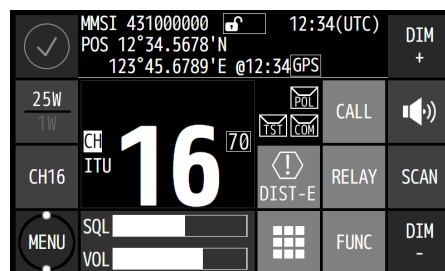 MMSI 431000000 12:34(UTC)
POS 12°34.5678'N
123°45.6789'E @12:34 GPS
DIM
+
25W
1W
CH
ITU
16
70
POL
TST COM
CALL
CH16
DIST-E
RELAY
SCAN
MENU
SQL
VOL
FUNC
DIM
-